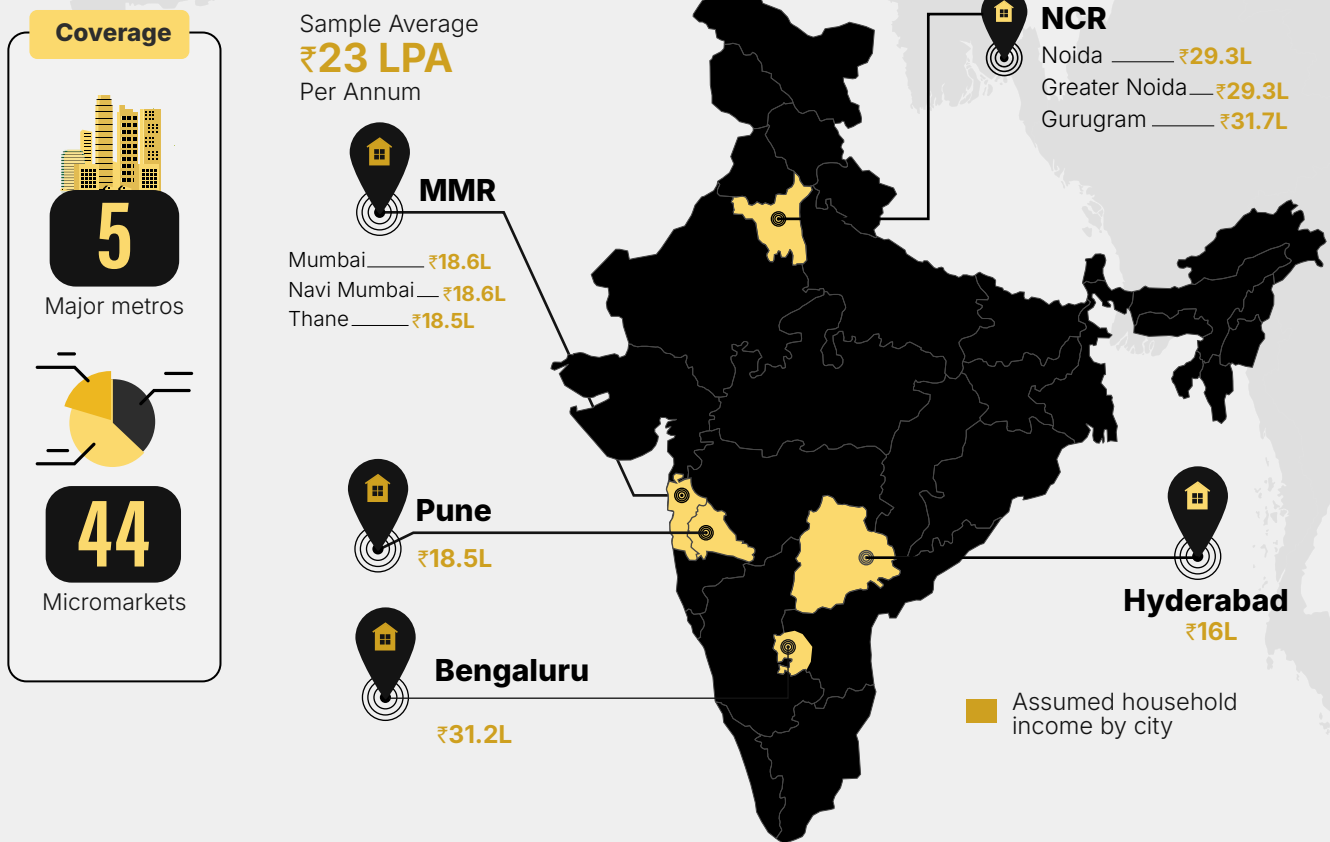 Coverage
5
Major metros
44
Micromarkets
Sample Average
₹23 LPA
Per Annum
MMR
Mumbai ₹18.6L
Navi Mumbai ₹18.6L
Thane ₹18.5L
Pune
₹18.5L
Bengaluru
₹31.2L
NCR
Noida ₹29.3L
Greater Noida ₹29.3L
Gurugram ₹31.7L
Hyderabad
₹16L
Assumed household
income by city